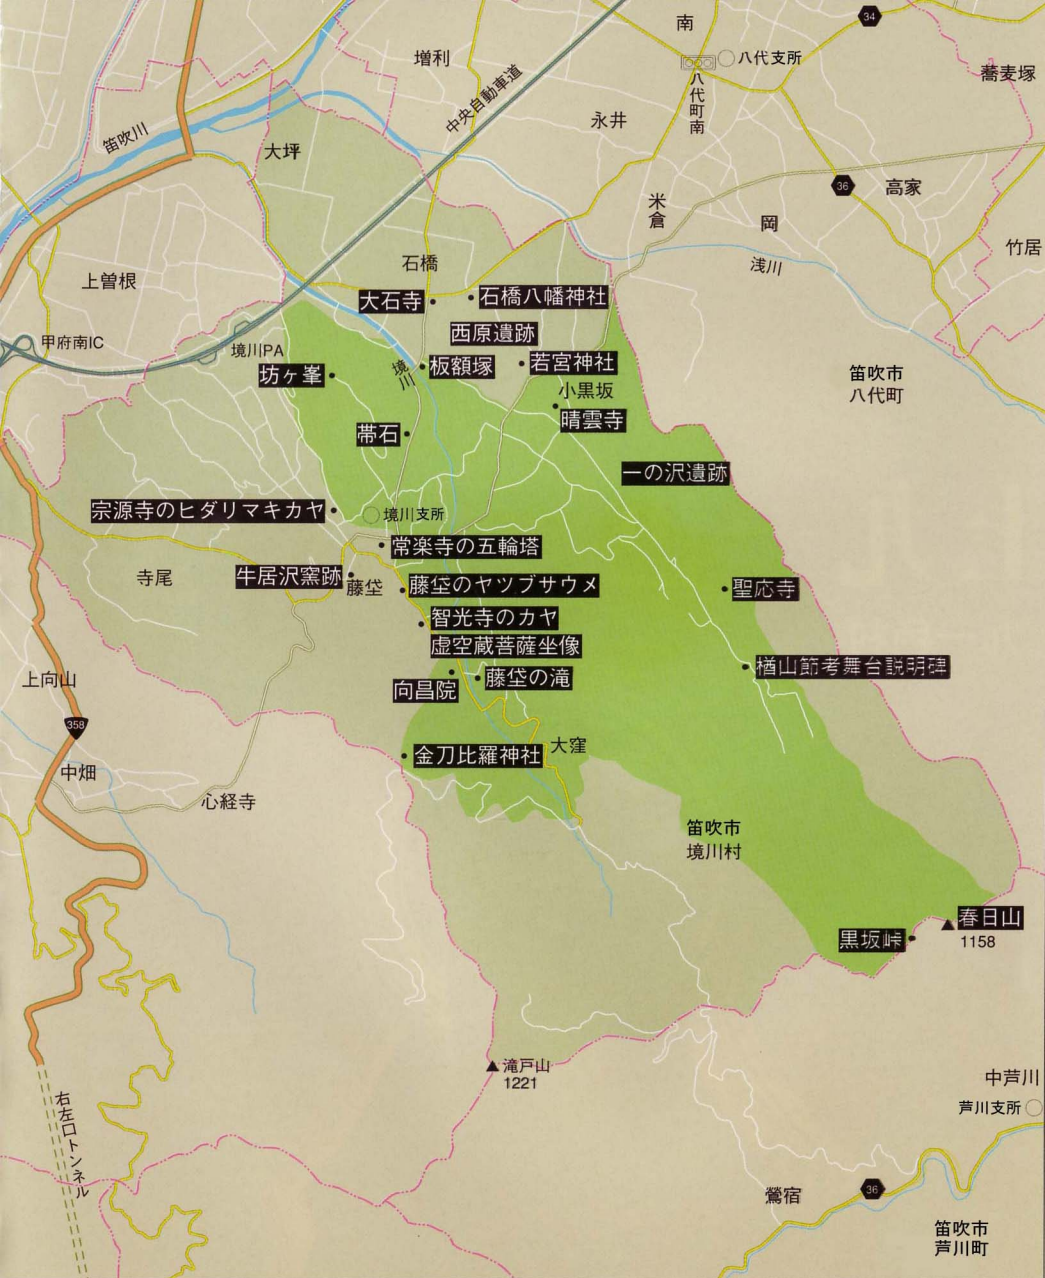 南
34
増利
八代支所
蕎麦塚
中央自動車道
八代町南
永井
笛吹川
大坪
36
高家
米倉
岡
竹居
浅川
石橋
上曽根
大石寺
石橋八幡神社
西原遺跡
甲府南IC
境川PA
境川
板額塚
若宮神社
坊ヶ峯
小黒坂
笛吹市
八代町
晴雲寺
帯石
一の沢遺跡
宗源寺のヒダリマキカヤ
境川支所
常楽寺の五輪塔
寺尾
牛居沢窯跡
藤垈
藤垈のヤツブサウメ
聖応寺
智光寺のカヤ
虚空蔵菩薩坐像
楢山節考舞台説明碑
上向山
向昌院
藤垈の滝
358
金刀比羅神社
大窪
中畑
心経寺
笛吹市
境川村
春日山
1158
黒坂峠
滝戸山
1221
中芦川
芦川支所
右左口トンネル
鶯宿
36
笛吹市
芦川町